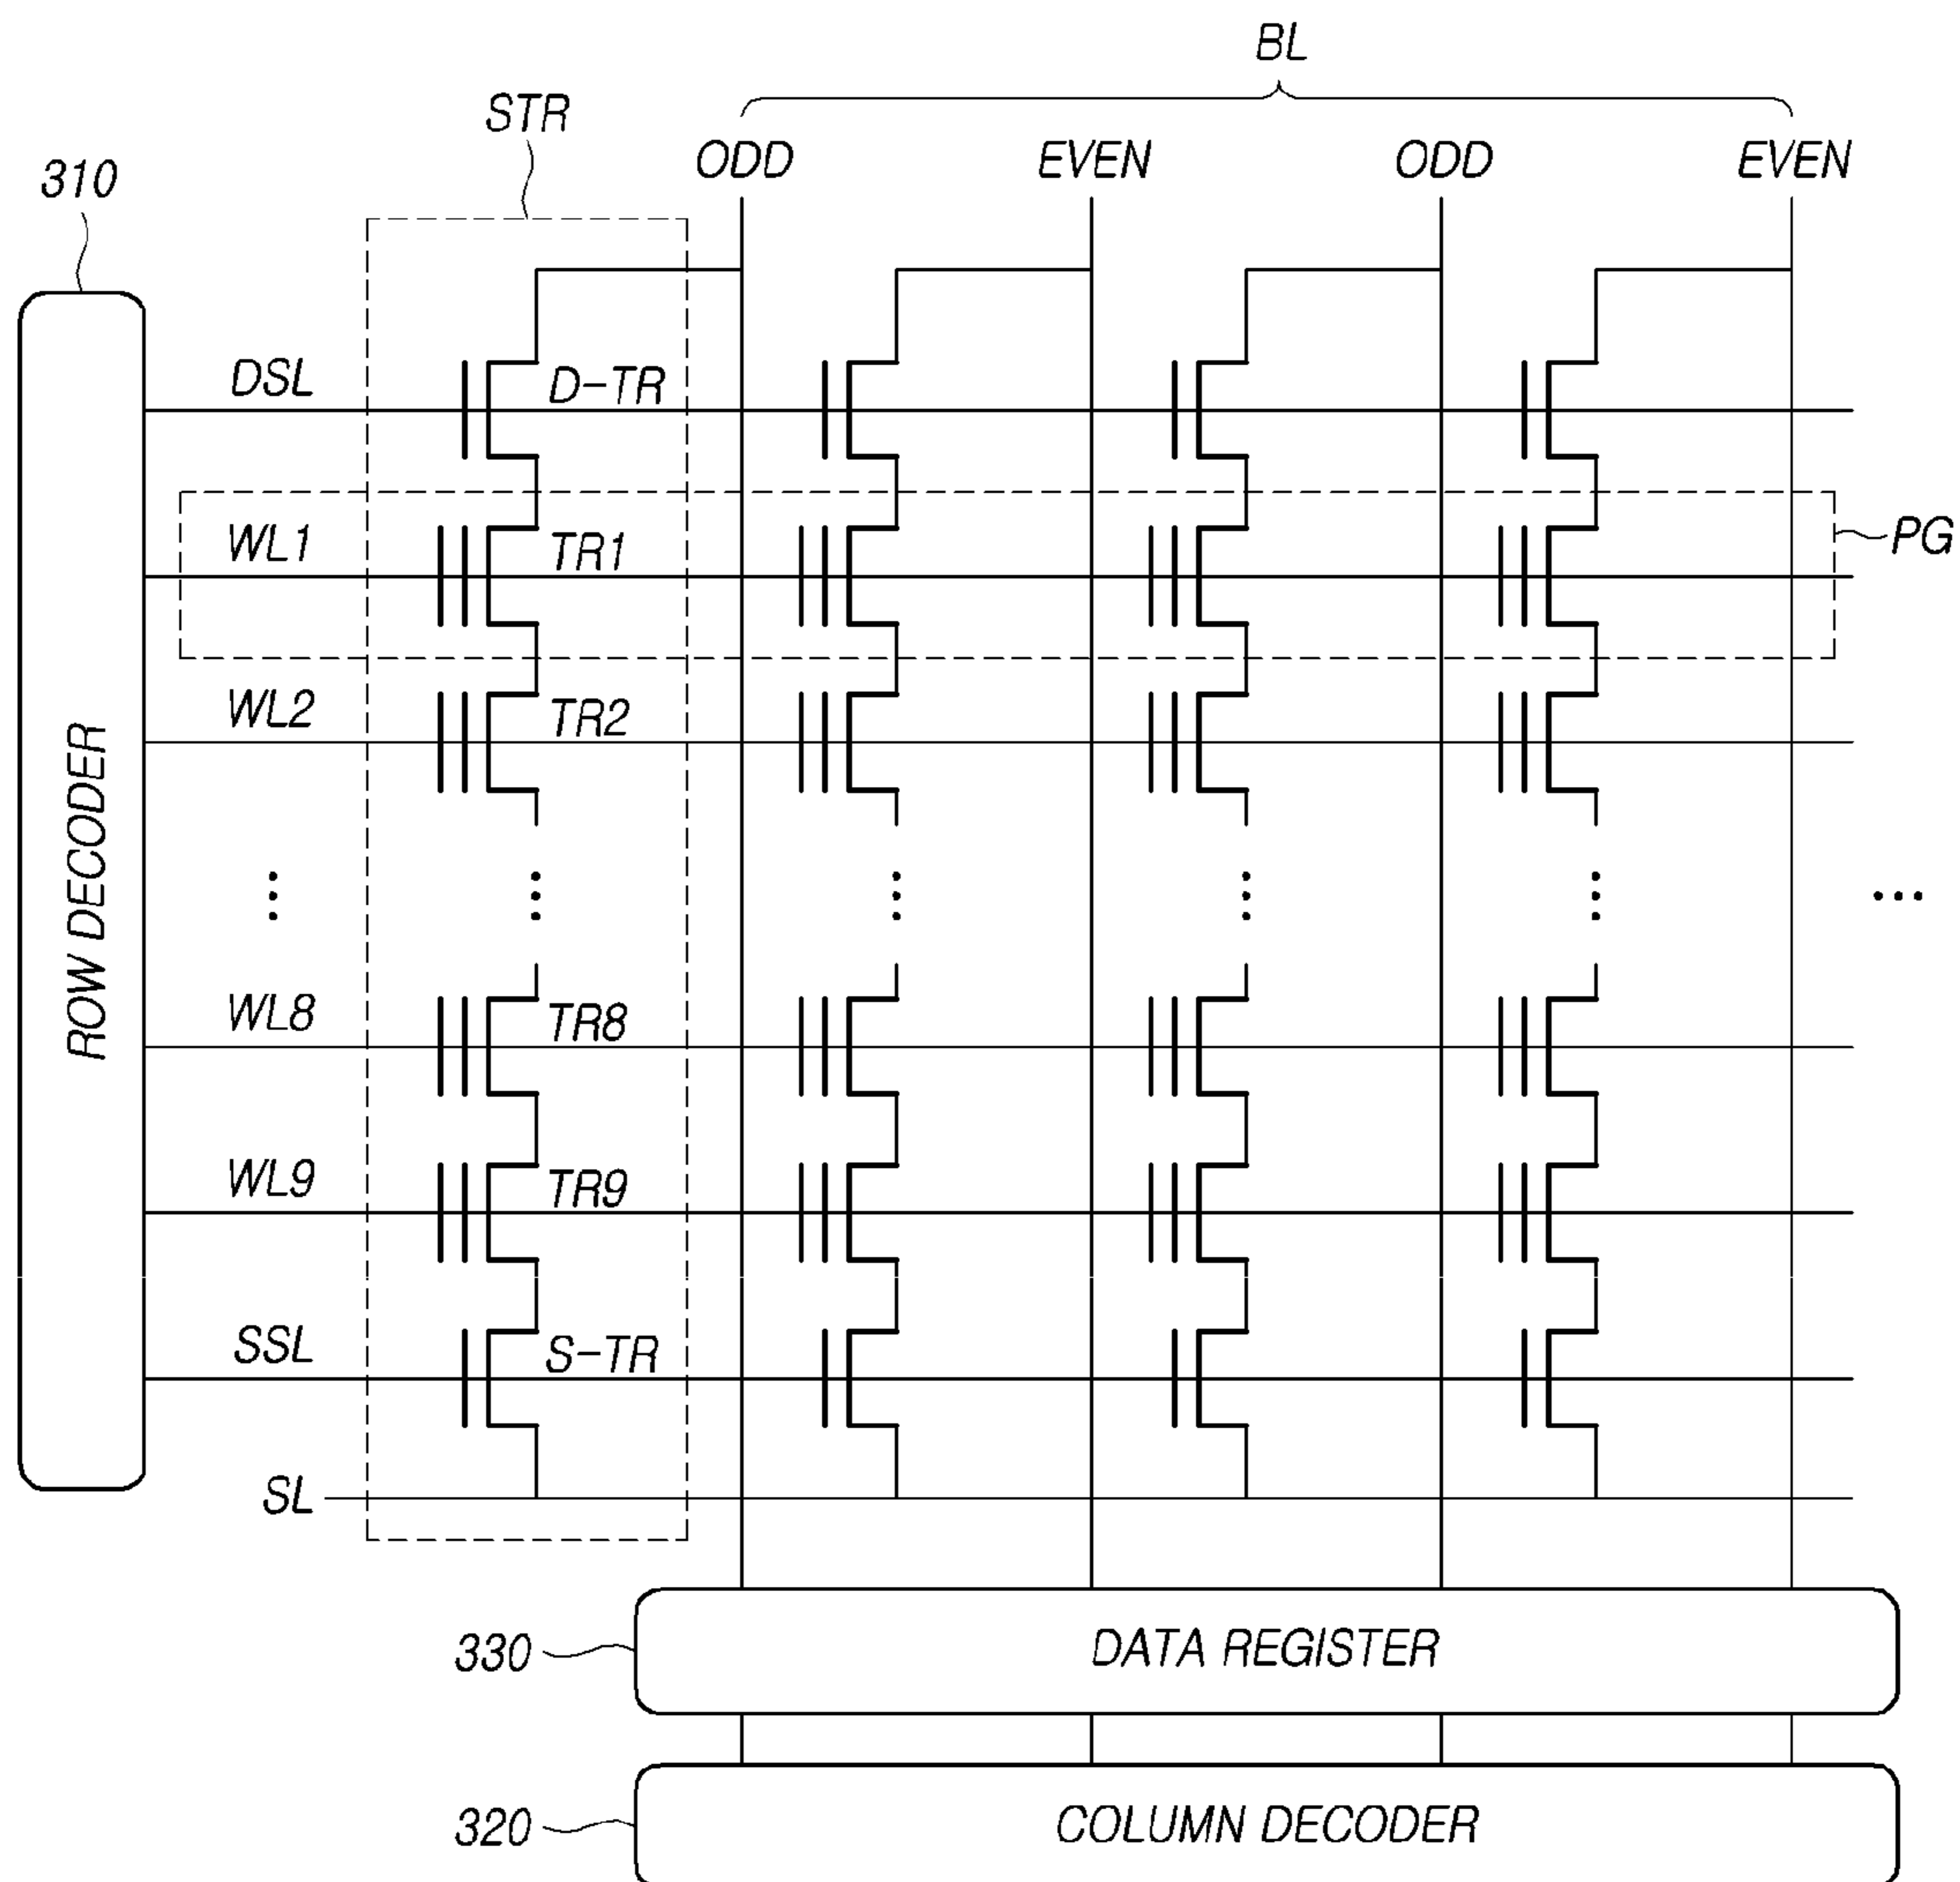 BL
STR
ODD EVEN ODD EVEN
310
DSL D-TR
WL1 TR1 PG
WL2 TR2
ROW DECODER
WL8 TR8
WL9 TR9
SSL S-TR
SL
330 DATA REGISTER
320 COLUMN DECODER